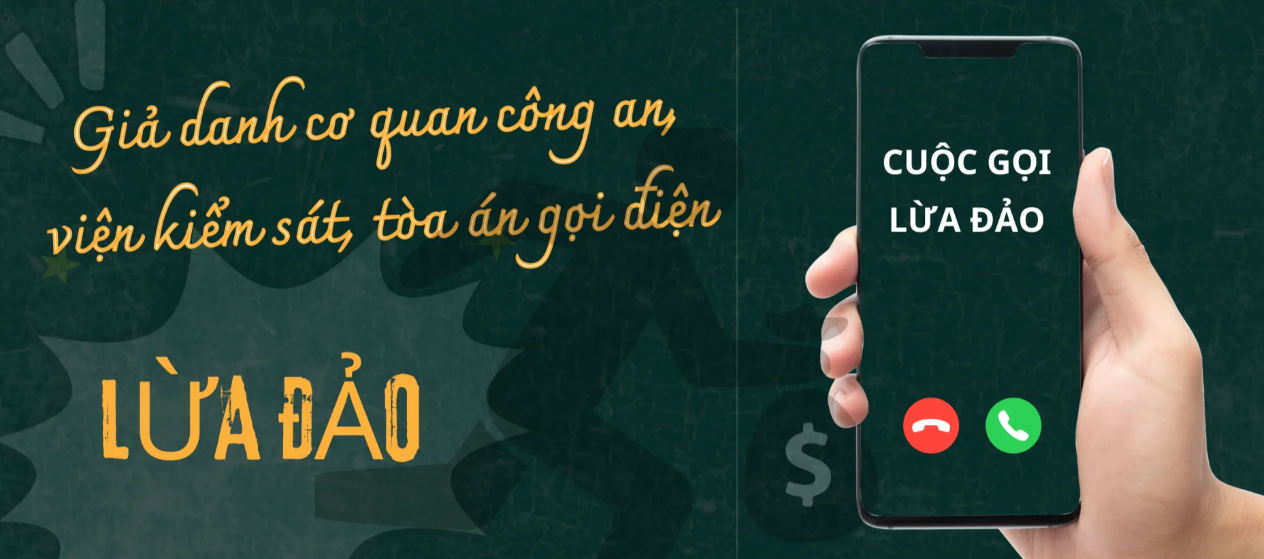 Giả danh cơ quan công an,
viện kiểm sát, tòa án gọi điện
LỪA ĐẢO
CUỘC GỌI
LỪA ĐẢO
$